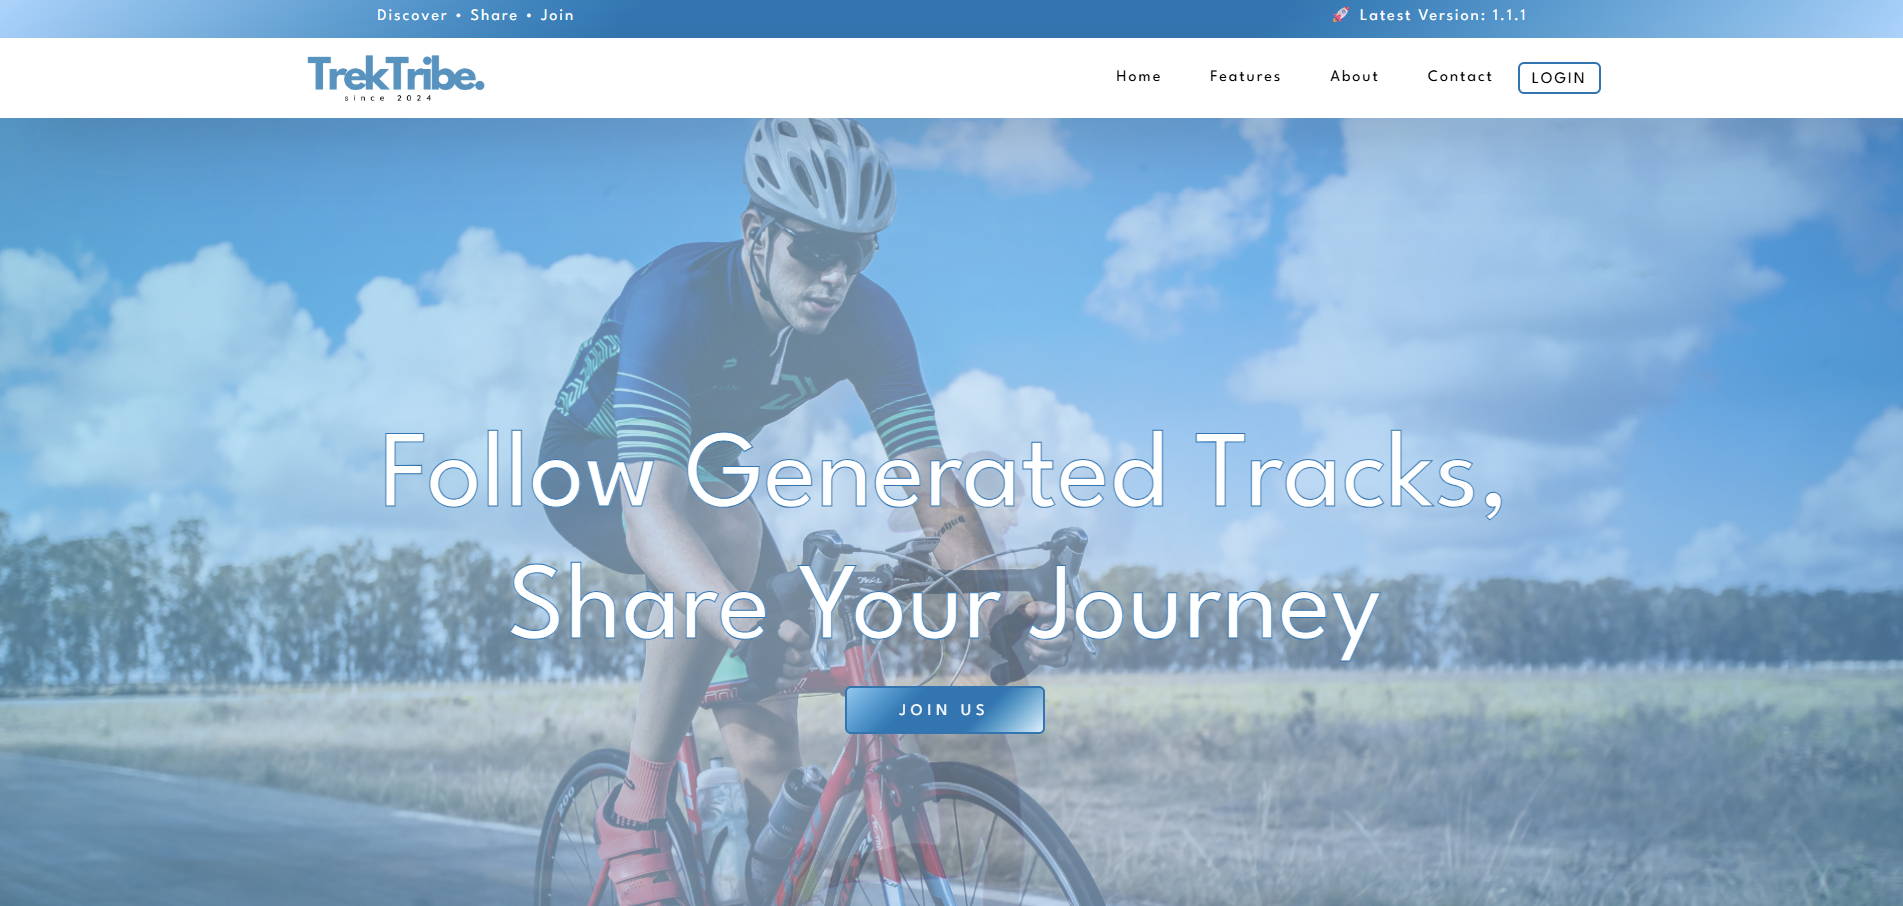 Discover • Share • Join
🚀 Latest Version: 1.1.1
TrekTribe.
since 2024
Home Features About Contact LOGIN
Follow Generated Tracks,
Share Your Journey
JOIN US
200